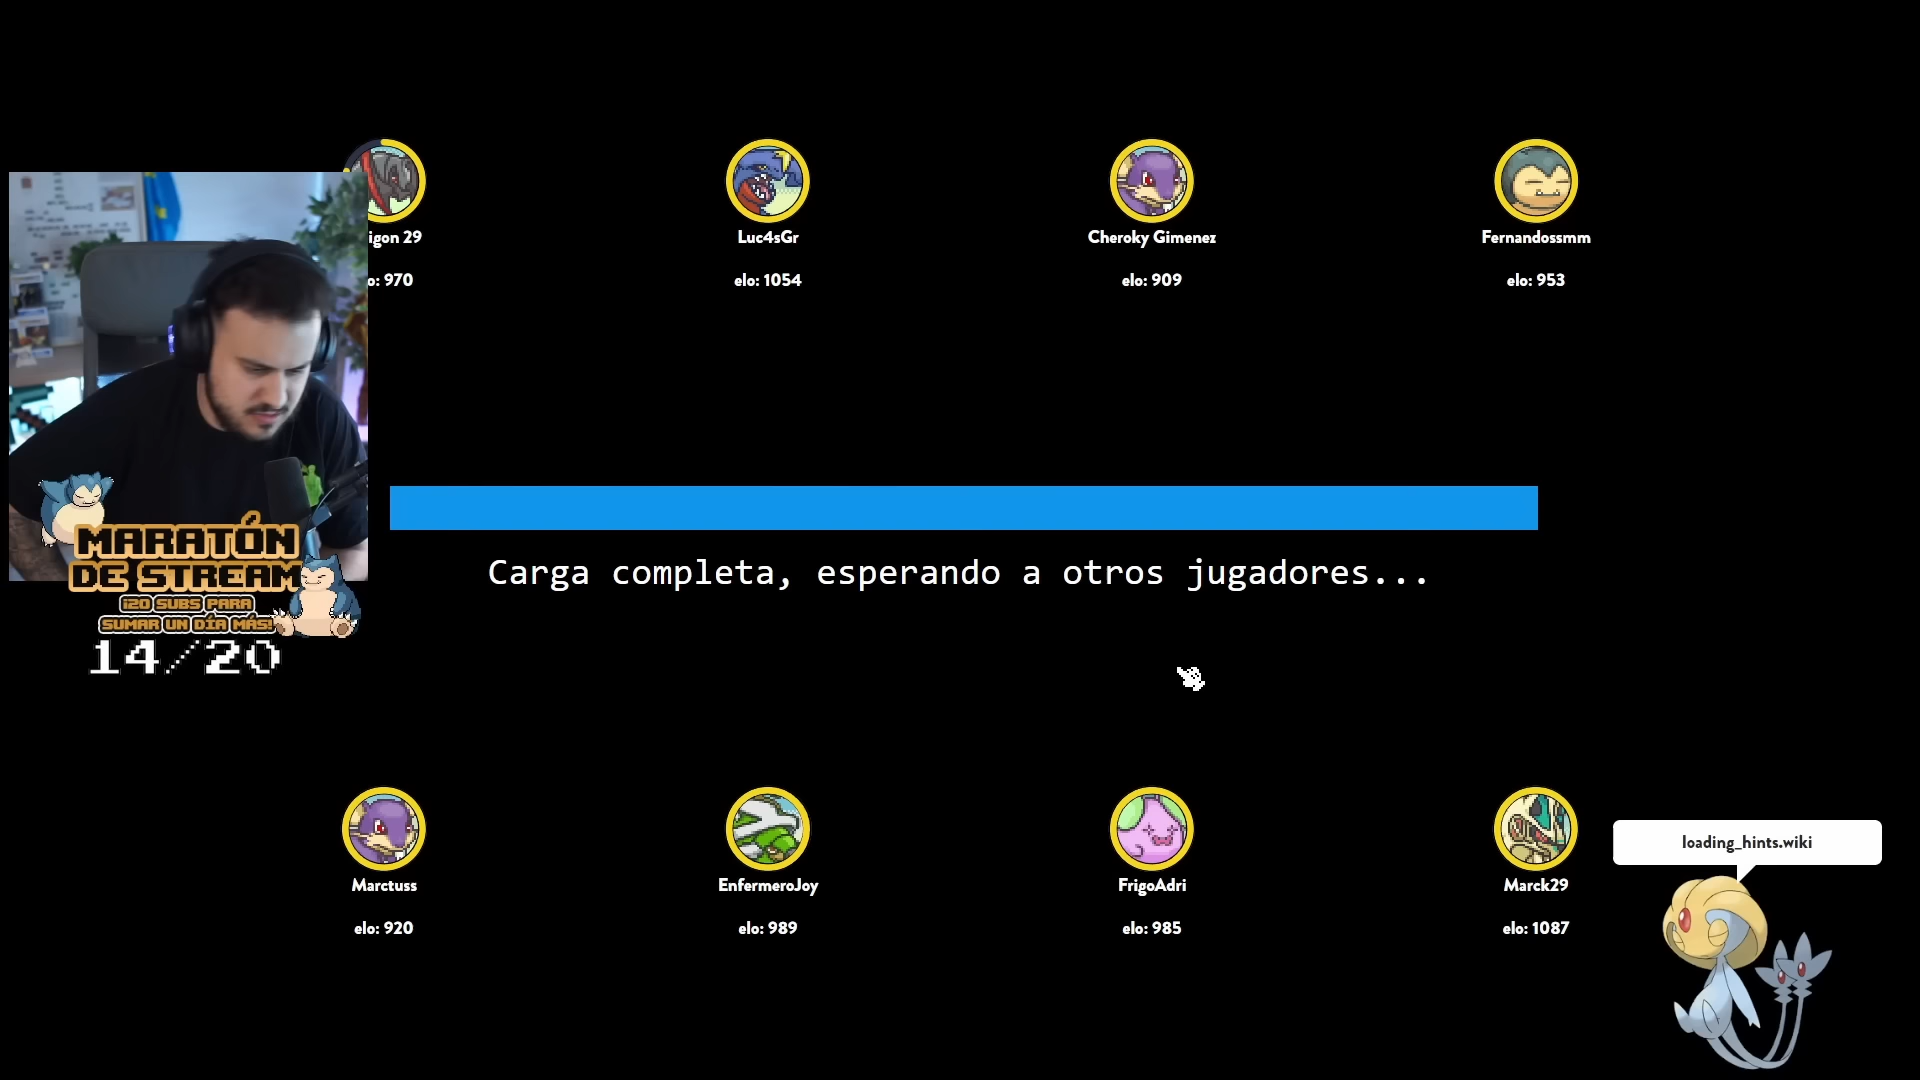 igon 29
Luc4sGr
Cheroky Gimenez
Fernandossmm
o: 970
elo: 1054
elo: 909
elo: 953
Carga completa, esperando a otros jugadores...
MARATÓN
DE STREAM
¡20 SUBS PARA
SUMAR UN DÍA MÁS!
14/20
loading_hints.wiki
Marctuss
EnfermeroJoy
FrigoAdri
Marck29
elo: 920
elo: 989
elo: 985
elo: 1087